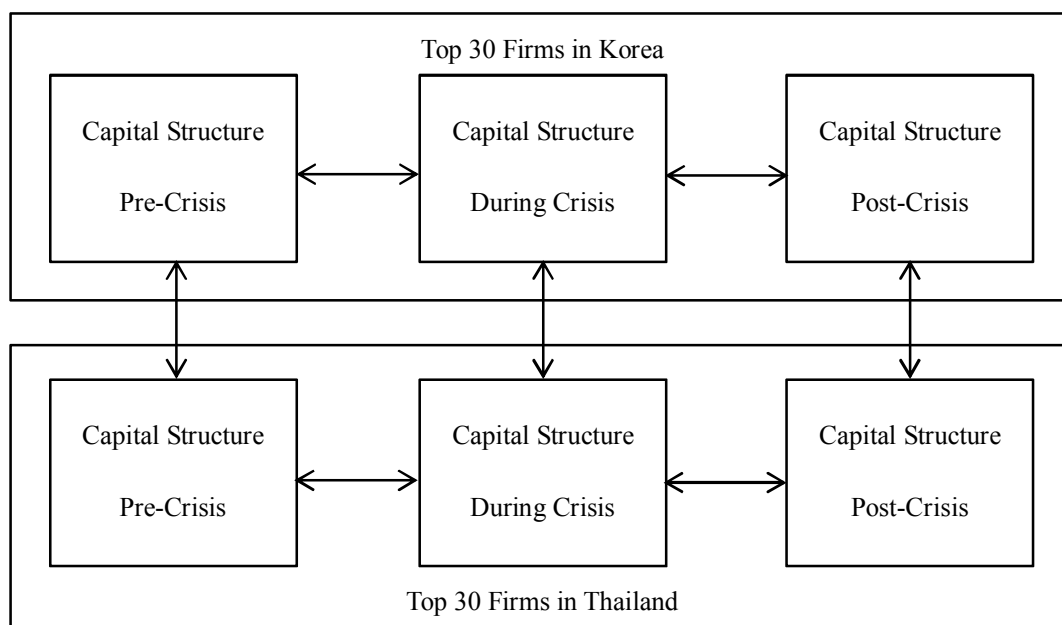 Top 30 Firms in Korea
Capital Structure
Pre-Crisis
Capital Structure
During Crisis
Capital Structure
Post-Crisis
Capital Structure
Pre-Crisis
Capital Structure
During Crisis
Capital Structure
Post-Crisis
Top 30 Firms in Thailand